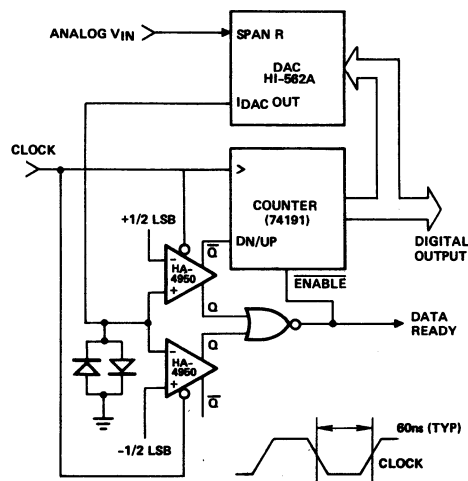 ANALOG VIN
SPAN R
DAC
HI-562A
IDAC OUT
CLOCK
>
COUNTER
(74191)
DN/UP
ENABLE
DIGITAL
OUTPUT
+1/2 LSB
–
HA-
4950
+
Q
Q
DATA
READY
–
HA-
4950
+
Q
Q
–1/2 LSB
60ns (TYP)
CLOCK